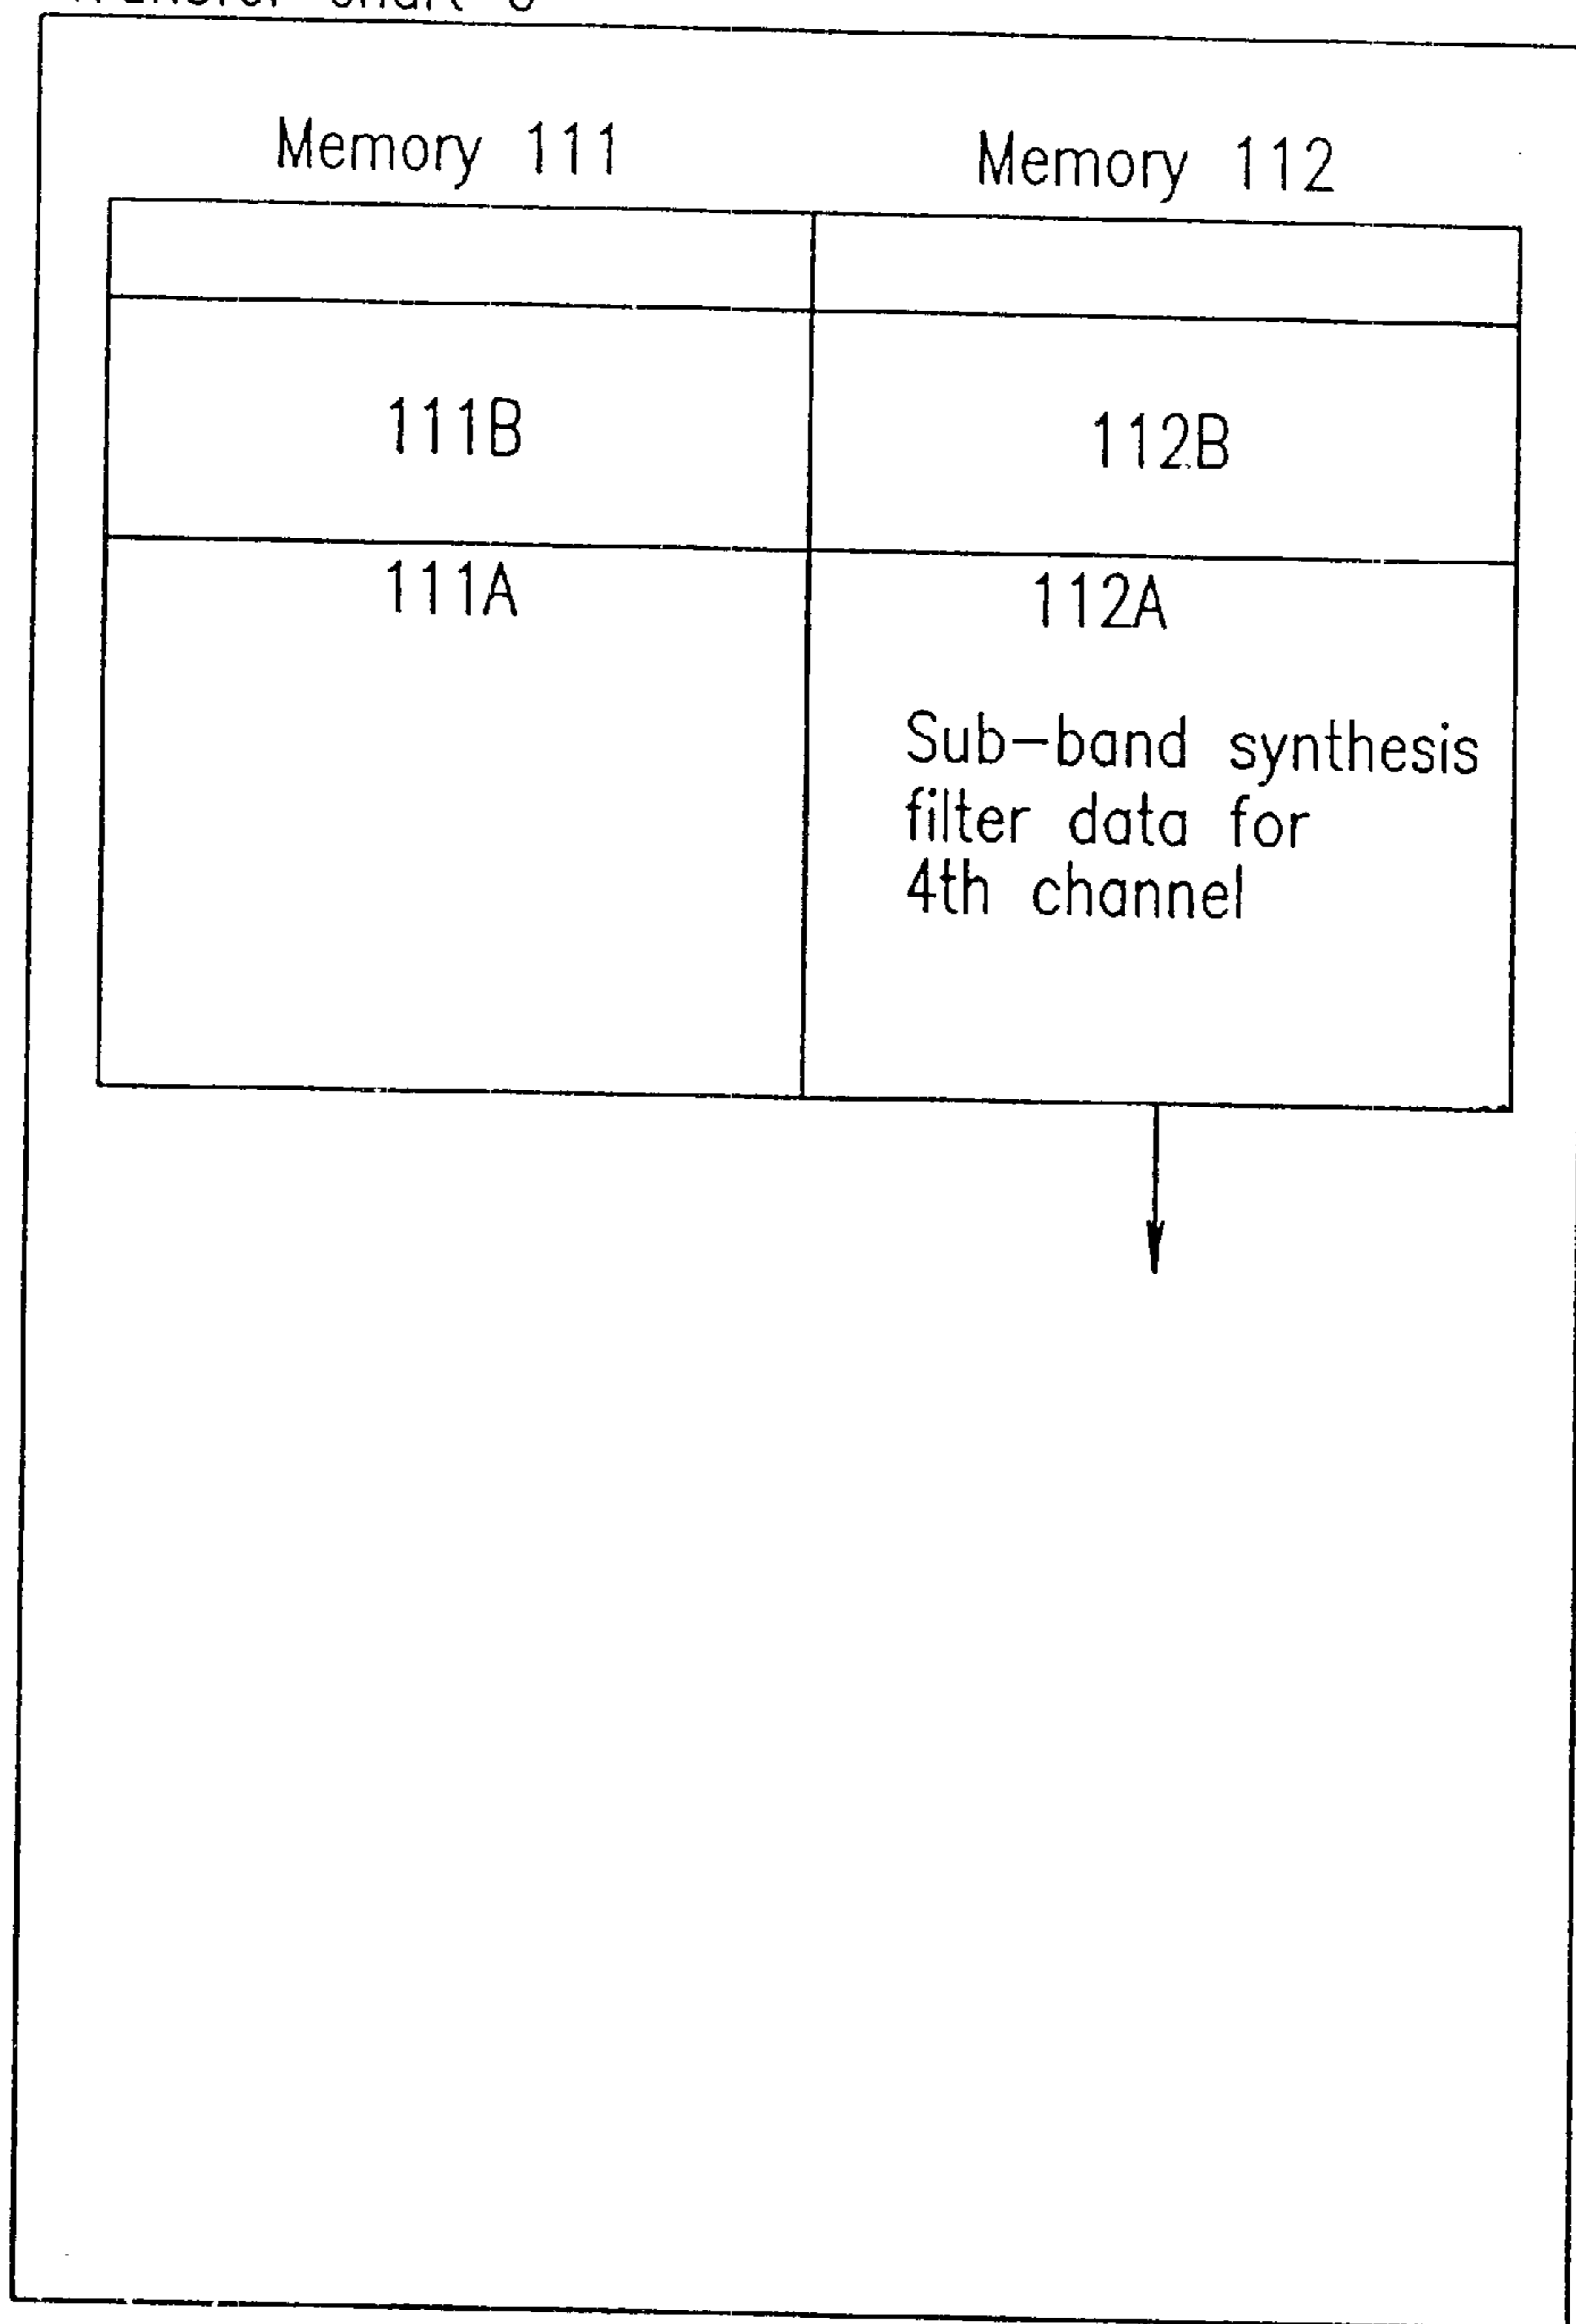 Memory 111
Memory 112
111B
112B
111A
112A
Sub-band synthesis
filter data for
4th channel